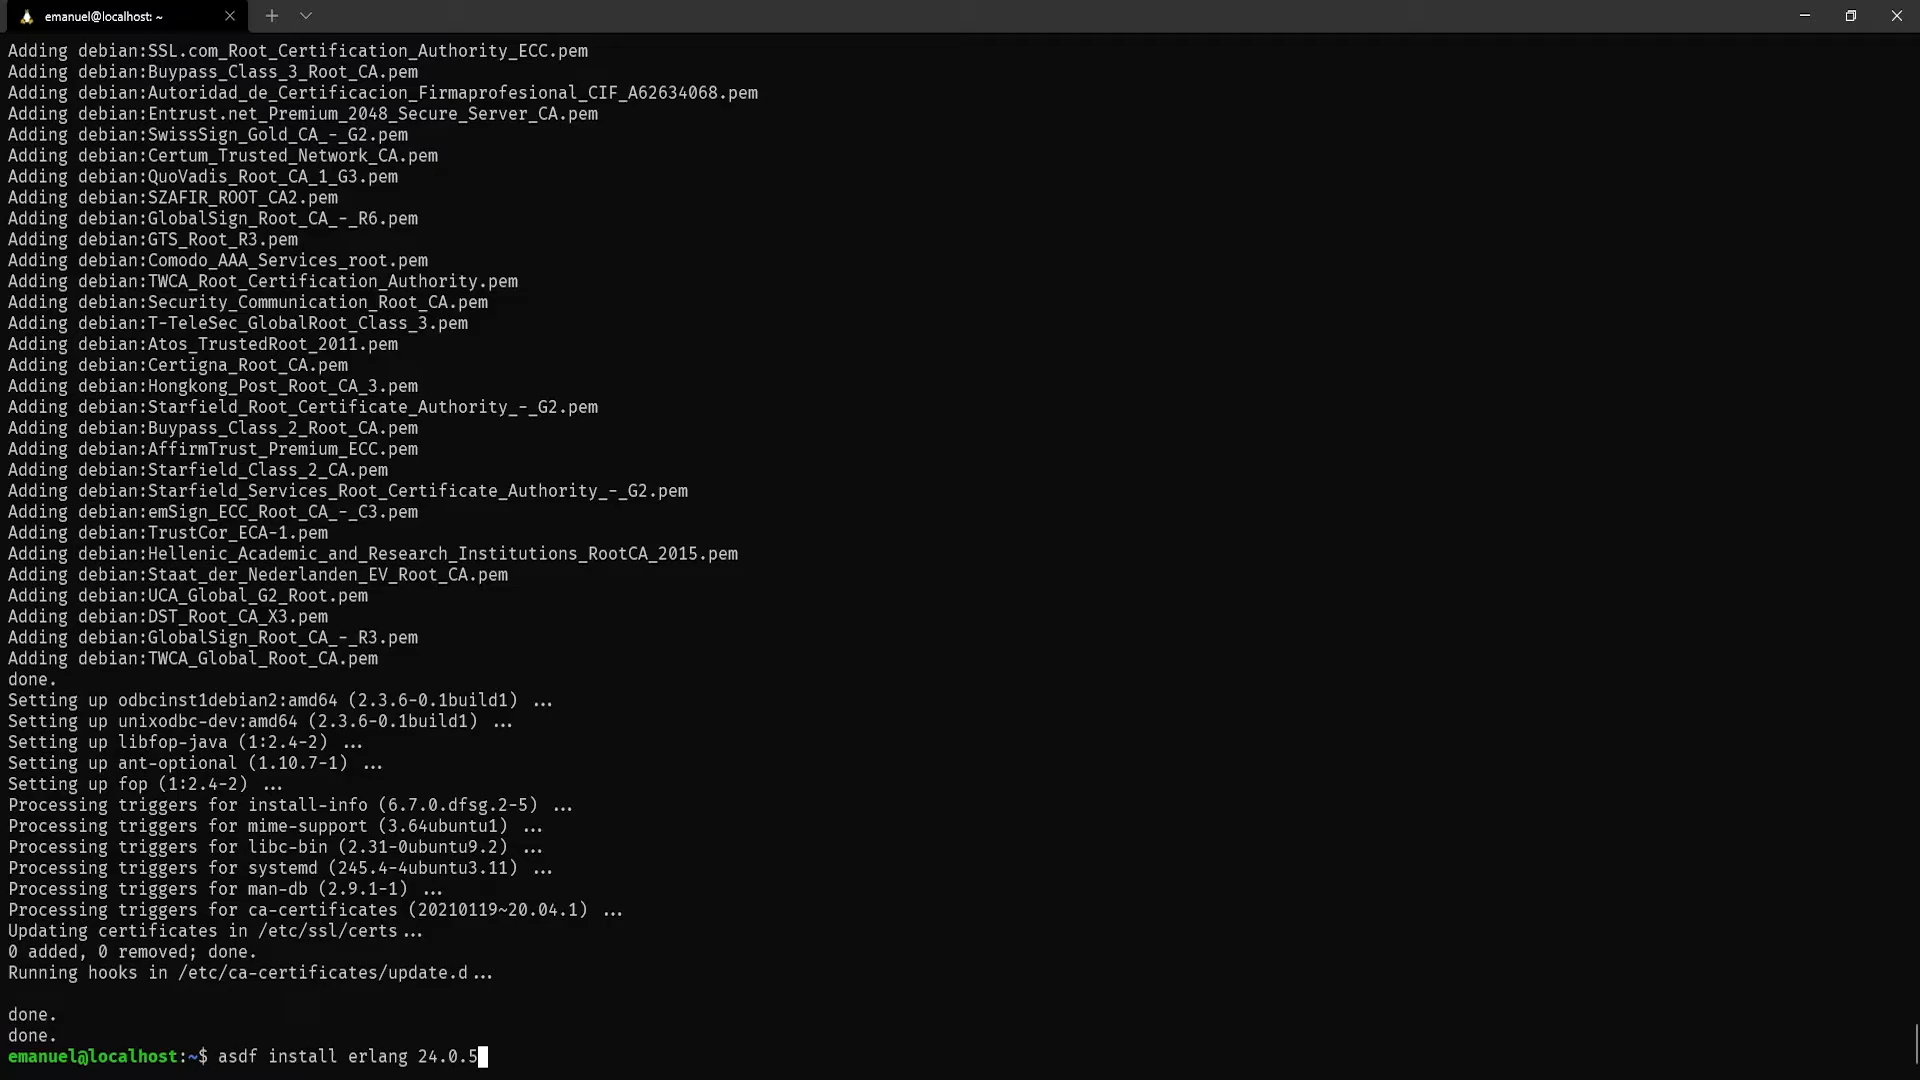 emanuel@localhost: ~
Adding debian:SSL.com_Root_Certification_Authority_ECC.pem
Adding debian:Buypass_Class_3_Root_CA.pem
Adding debian:Autoridad_de_Certificacion_Firmaprofesional_CIF_A62634068.pem
Adding debian:Entrust.net_Premium_2048_Secure_Server_CA.pem
Adding debian:SwissSign_Gold_CA_-_G2.pem
Adding debian:Certum_Trusted_Network_CA.pem
Adding debian:QuoVadis_Root_CA_1_G3.pem
Adding debian:SZAFIR_ROOT_CA2.pem
Adding debian:GlobalSign_Root_CA_-_R6.pem
Adding debian:GTS_Root_R3.pem
Adding debian:Comodo_AAA_Services_root.pem
Adding debian:TWCA_Root_Certification_Authority.pem
Adding debian:Security_Communication_Root_CA.pem
Adding debian:T-TeleSec_GlobalRoot_Class_3.pem
Adding debian:Atos_TrustedRoot_2011.pem
Adding debian:Certigna_Root_CA.pem
Adding debian:Hongkong_Post_Root_CA_3.pem
Adding debian:Starfield_Root_Certificate_Authority_-_G2.pem
Adding debian:Buypass_Class_2_Root_CA.pem
Adding debian:AffirmTrust_Premium_ECC.pem
Adding debian:Starfield_Class_2_CA.pem
Adding debian:Starfield_Services_Root_Certificate_Authority_-_G2.pem
Adding debian:emSign_ECC_Root_CA_-_C3.pem
Adding debian:TrustCor_ECA-1.pem
Adding debian:Hellenic_Academic_and_Research_Institutions_RootCA_2015.pem
Adding debian:Staat_der_Nederlanden_EV_Root_CA.pem
Adding debian:UCA_Global_G2_Root.pem
Adding debian:DST_Root_CA_X3.pem
Adding debian:GlobalSign_Root_CA_-_R3.pem
Adding debian:TWCA_Global_Root_CA.pem
done.
Setting up odbcinst1debian2:amd64 (2.3.6-0.1build1) ...
Setting up unixodbc-dev:amd64 (2.3.6-0.1build1) ...
Setting up libfop-java (1:2.4-2) ...
Setting up ant-optional (1.10.7-1) ...
Setting up fop (1:2.4-2) ...
Processing triggers for install-info (6.7.0.dfsg.2-5) ...
Processing triggers for mime-support (3.64ubuntu1) ...
Processing triggers for libc-bin (2.31-0ubuntu9.2) ...
Processing triggers for systemd (245.4-4ubuntu3.11) ...
Processing triggers for man-db (2.9.1-1) ...
Processing triggers for ca-certificates (20210119~20.04.1) ...
Updating certificates in /etc/ssl/certs...
0 added, 0 removed; done.
Running hooks in /etc/ca-certificates/update.d...
done.
done.
emanuel@localhost:~$ asdf install erlang 24.0.5